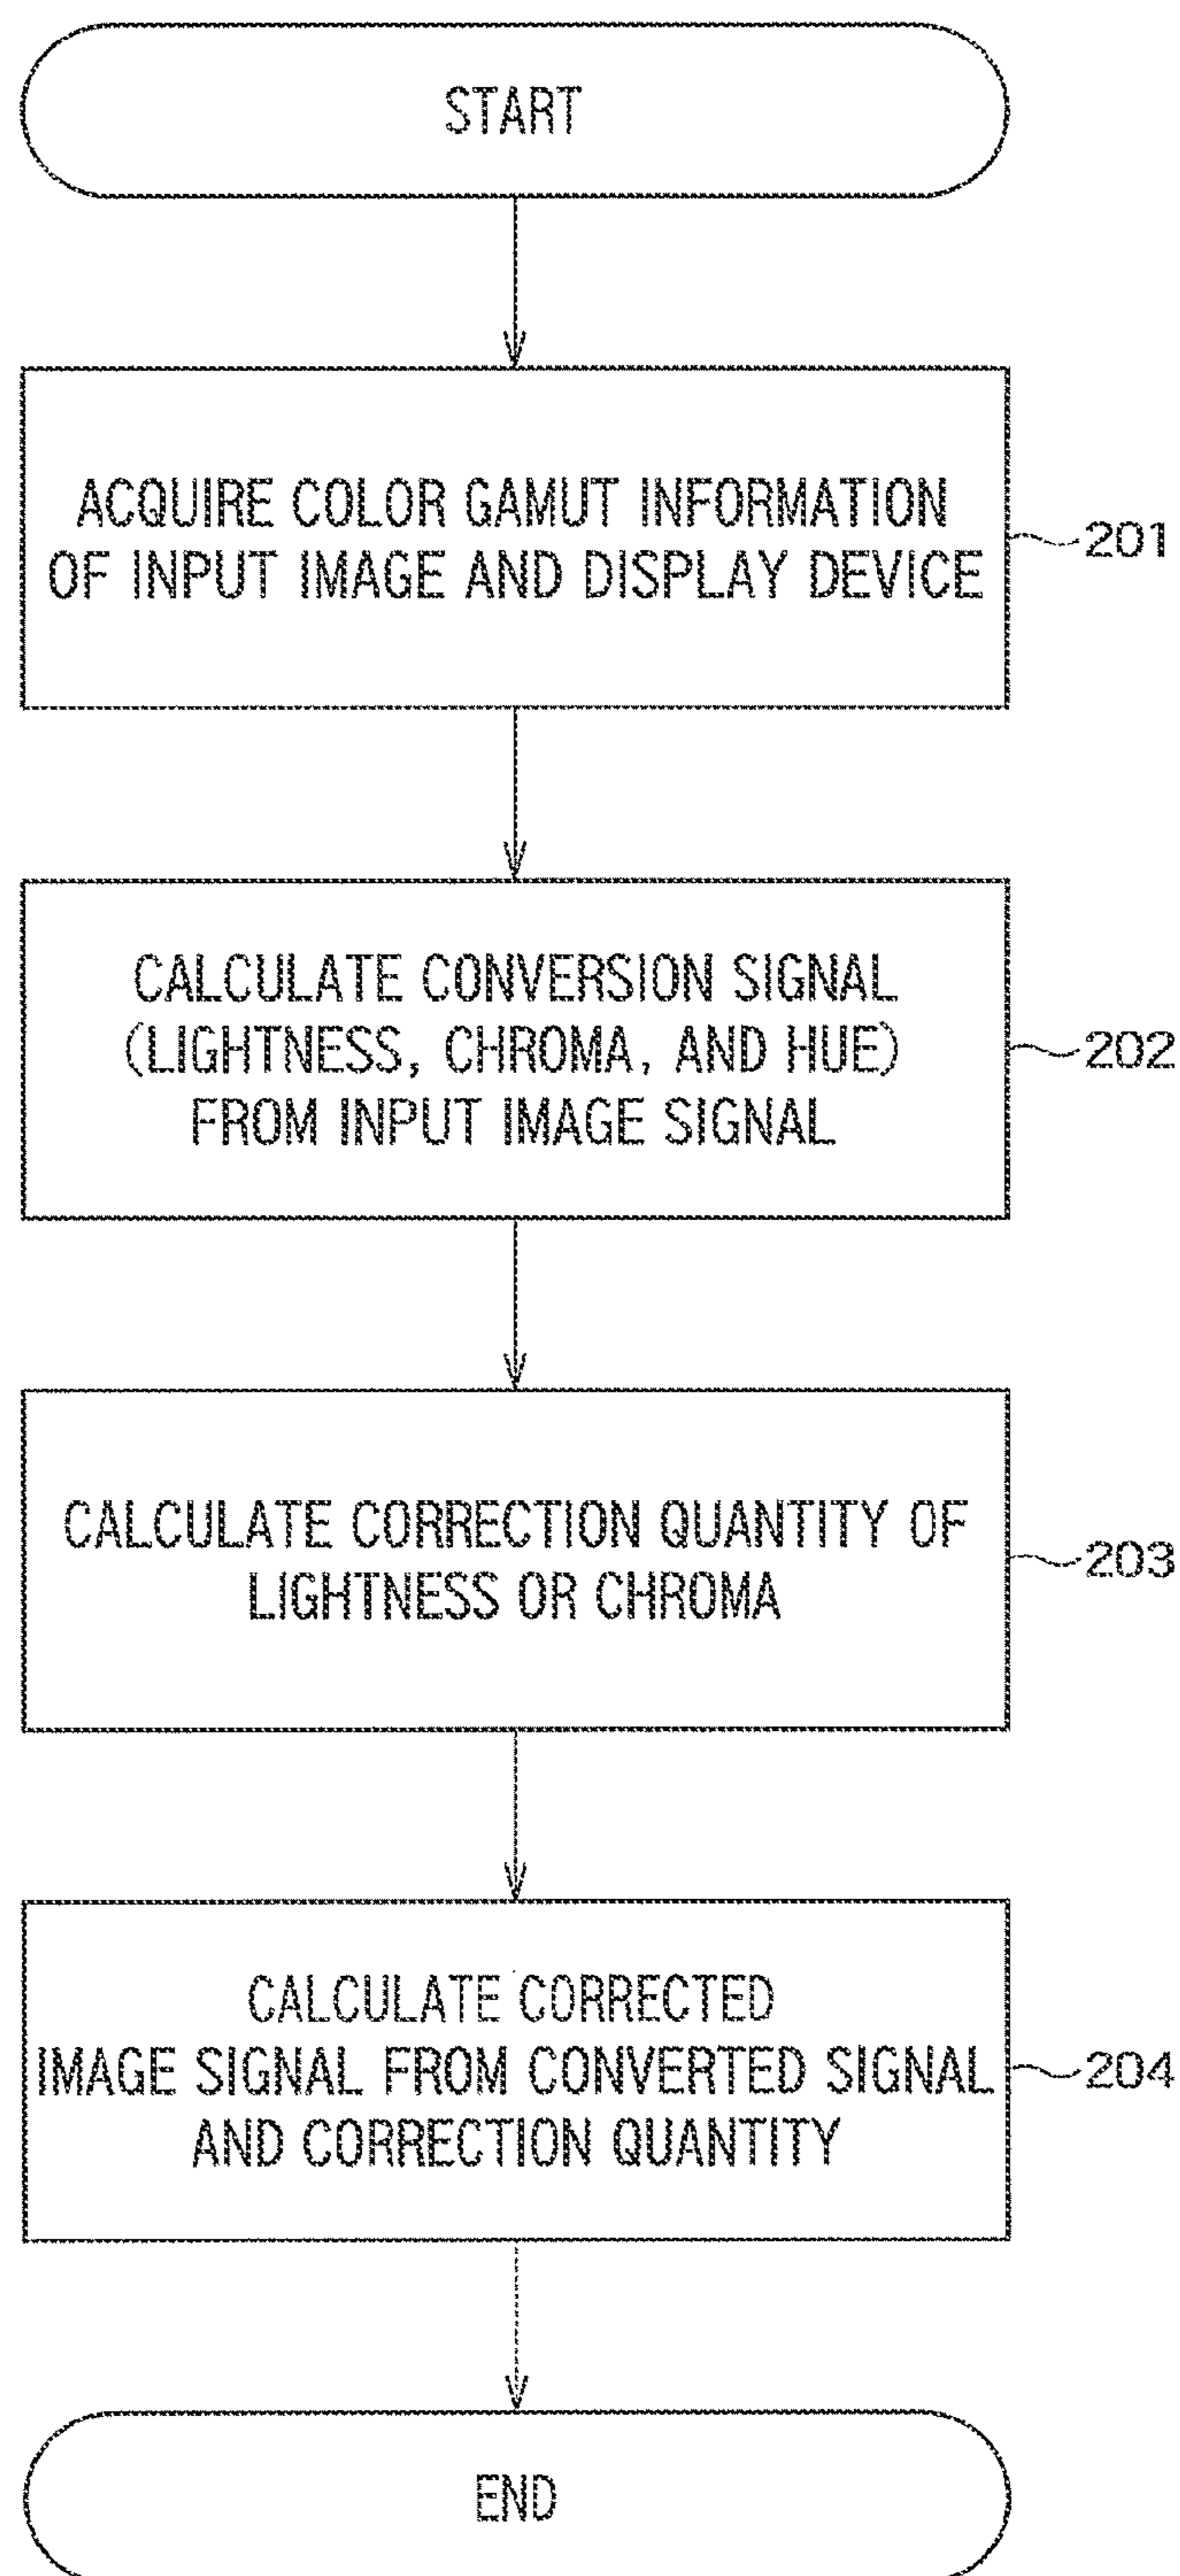 START
ACQUIRE COLOR GAMUT INFORMATION
OF INPUT IMAGE AND DISPLAY DEVICE
201
CALCULATE CONVERSION SIGNAL
(LIGHTNESS, CHROMA, AND HUE)
FROM INPUT IMAGE SIGNAL
202
CALCULATE CORRECTION QUANTITY OF
LIGHTNESS OR CHROMA
203
CALCULATE CORRECTED
IMAGE SIGNAL FROM CONVERTED SIGNAL
AND CORRECTION QUANTITY
204
END